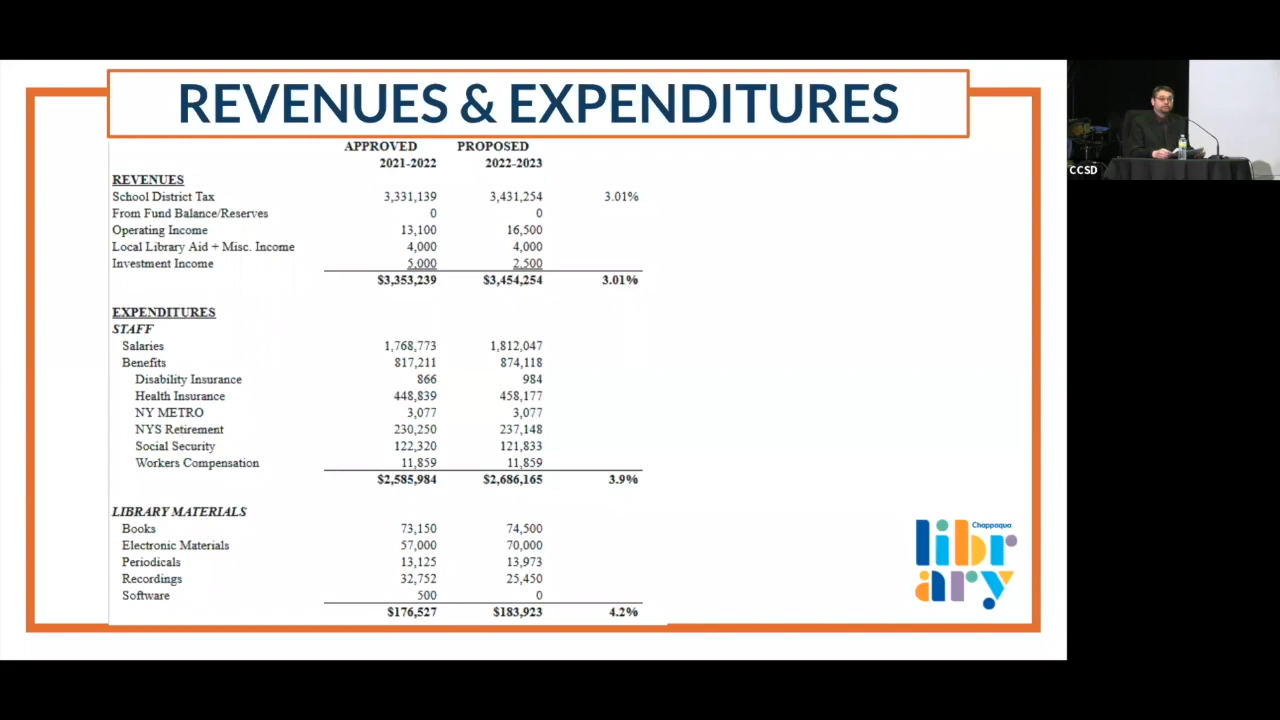 REVENUES & EXPENDITURES
APPROVED PROPOSED
2021-2022 2022-2023
REVENUES
School District Tax 3,331,139 3,431,254 3.01%
From Fund Balance/Reserves 0 0
Operating Income 13,100 16,500
Local Library Aid + Misc. Income 4,000 4,000
Investment Income 5,000 2,500
$3,353,239 $3,454,254 3.01%
EXPENDITURES
STAFF
Salaries 1,768,773 1,812,047
Benefits 817,211 874,118
Disability Insurance 866 984
Health Insurance 448,839 458,177
NY METRO 3,077 3,077
NYS Retirement 230,250 237,148
Social Security 122,320 121,833
Workers Compensation 11,859 11,859
$2,585,984 $2,686,165 3.9%
LIBRARY MATERIALS
Books 73,150 74,500
Electronic Materials 57,000 70,000
Periodicals 13,125 13,973
Recordings 32,752 25,450
Software 500 0
$176,527 $183,923 4.2%
Chappaqua
library
CCSD